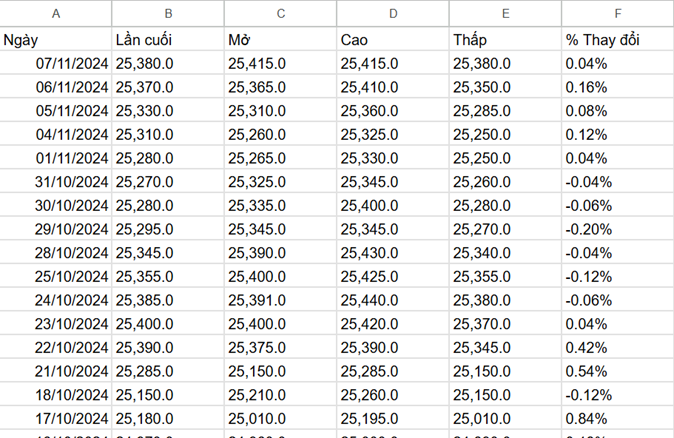 A B C D E F
Ngày Lần cuối Mở Cao Thấp % Thay đổi
07/11/2024 25,380.0 25,415.0 25,415.0 25,380.0 0.04%
06/11/2024 25,370.0 25,365.0 25,410.0 25,350.0 0.16%
05/11/2024 25,330.0 25,310.0 25,360.0 25,285.0 0.08%
04/11/2024 25,310.0 25,260.0 25,325.0 25,250.0 0.12%
01/11/2024 25,280.0 25,265.0 25,330.0 25,250.0 0.04%
31/10/2024 25,270.0 25,325.0 25,345.0 25,260.0 -0.04%
30/10/2024 25,280.0 25,335.0 25,400.0 25,280.0 -0.06%
29/10/2024 25,295.0 25,345.0 25,345.0 25,270.0 -0.20%
28/10/2024 25,345.0 25,390.0 25,430.0 25,340.0 -0.04%
25/10/2024 25,355.0 25,400.0 25,425.0 25,355.0 -0.12%
24/10/2024 25,385.0 25,391.0 25,440.0 25,380.0 -0.06%
23/10/2024 25,400.0 25,400.0 25,420.0 25,370.0 0.04%
22/10/2024 25,390.0 25,375.0 25,390.0 25,345.0 0.42%
21/10/2024 25,285.0 25,150.0 25,285.0 25,150.0 0.54%
18/10/2024 25,150.0 25,210.0 25,260.0 25,150.0 -0.12%
17/10/2024 25,180.0 25,010.0 25,195.0 25,010.0 0.84%